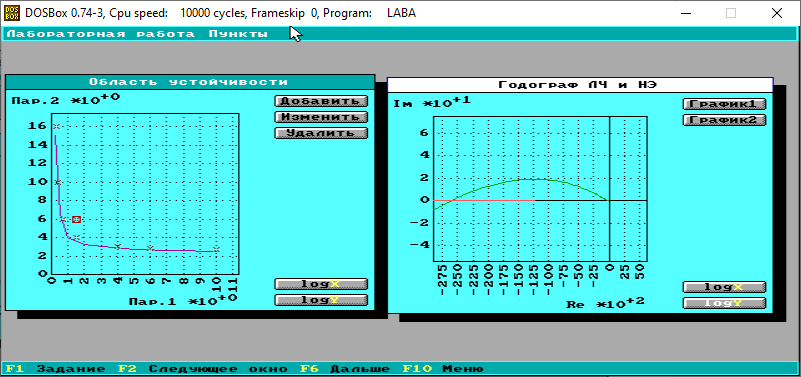 DOSBox 0.74-3, Cpu speed: 10000 cycles, Frameskip 0, Program: LABA
Лабораторная работа Пункты
Область устойчивости
Пар.2 *10+0
Добавить
Изменить
Удалить
16
14
12
10
8
6
4
2
0
0 1 2 3 4 5 6 7 8 9 10 11
Пар.1 *10+0
logX
logY
Годограф ЛЧ и НЭ
Im *10+1
График1
График2
6
4
2
0
-2
-4
-275 -250 -225 -200 -175 -150 -125 -100 -75 -50 -25 0 25 50
Re *10+2
logX
logY
F1 Задание F2 Следующее окно F6 Дальше F10 Меню